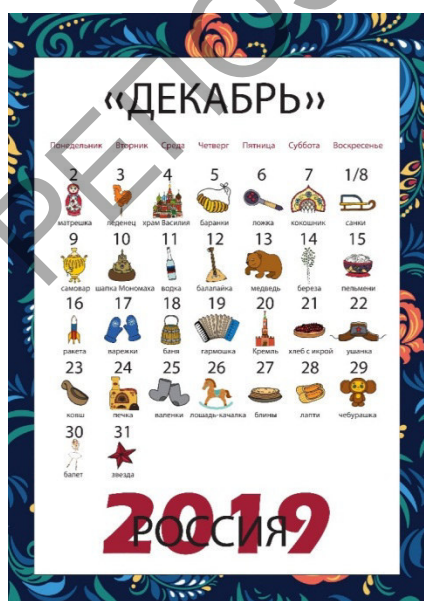 РЕПОЗ
«ДЕКАБРЬ»
Понедельник Вторник Среда Четверг Пятница Суббота Воскресенье
2 3 4 5 6 7 1/8
матрешка леденец храм Василия баранки ложка кокошник санки
9 10 11 12 13 14 15
самовар шапка Мономаха водка балалайка медведь береза пельмени
16 17 18 19 20 21 22
ракета варежки баня гармошка Кремль хлеб с икрой ушанка
23 24 25 26 27 28 29
ковш печка валенки лошадь-качалка блины лапти чебурашка
30 31
балет звезда
2019
РОССИЯ